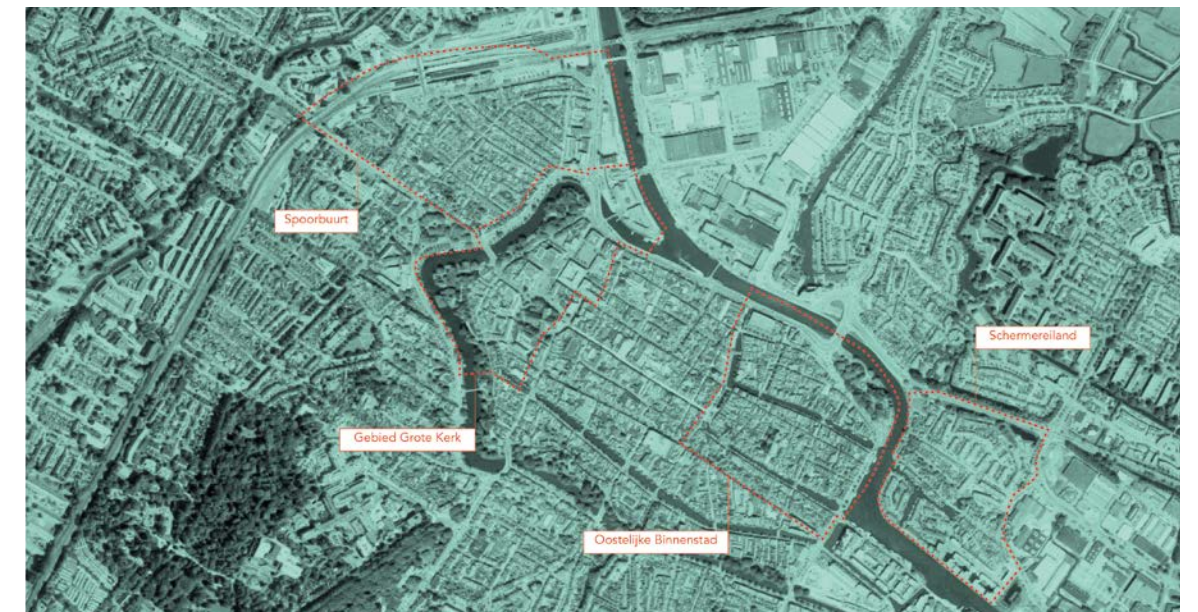 Spoorbuurt
Schermereiland
Gebied Grote Kerk
Oostelijke Binnenstad